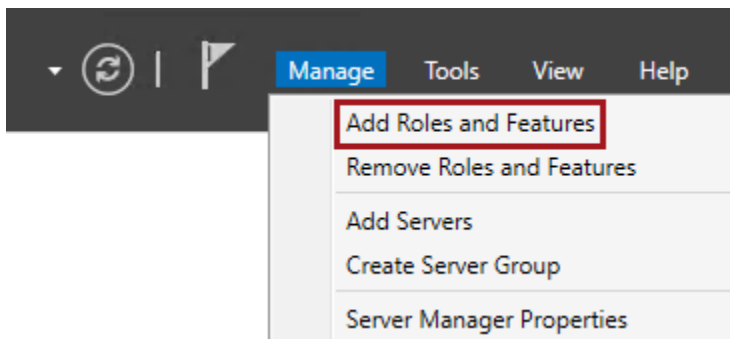 Manage Tools View Help
Add Roles and Features
Remove Roles and Features
Add Servers
Create Server Group
Server Manager Properties